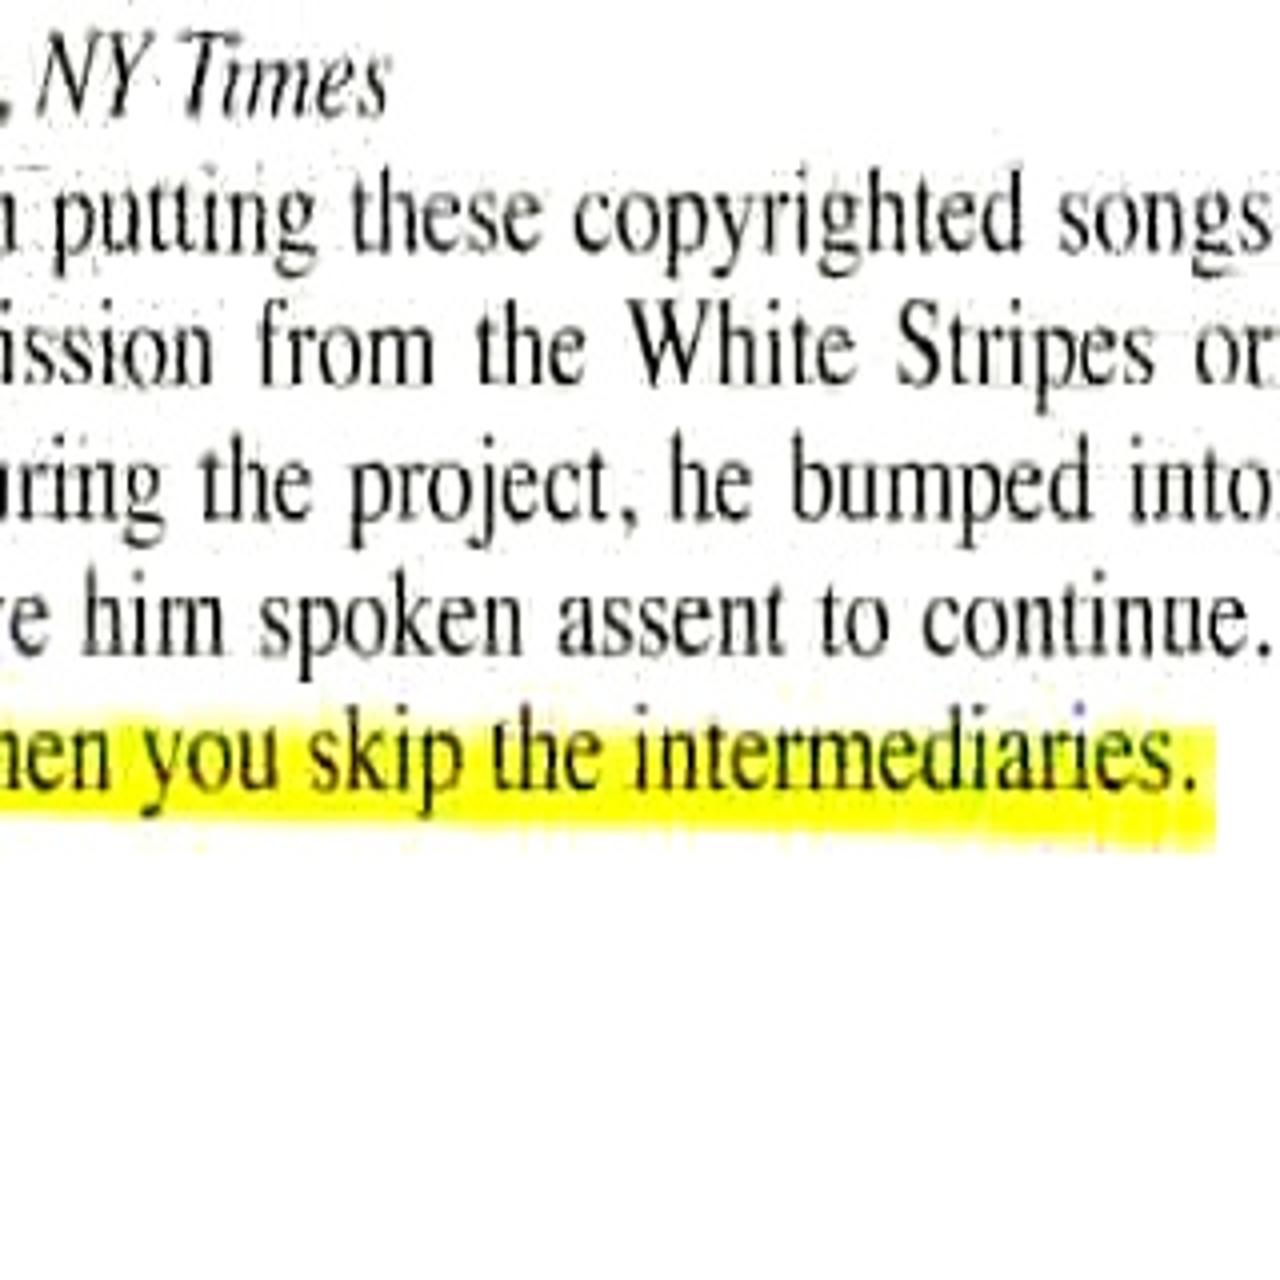 , NY Times
putting these copyrighted songs
ission from the White Stripes or
uring the project, he bumped into
e him spoken assent to continue.
hen you skip the intermediaries.